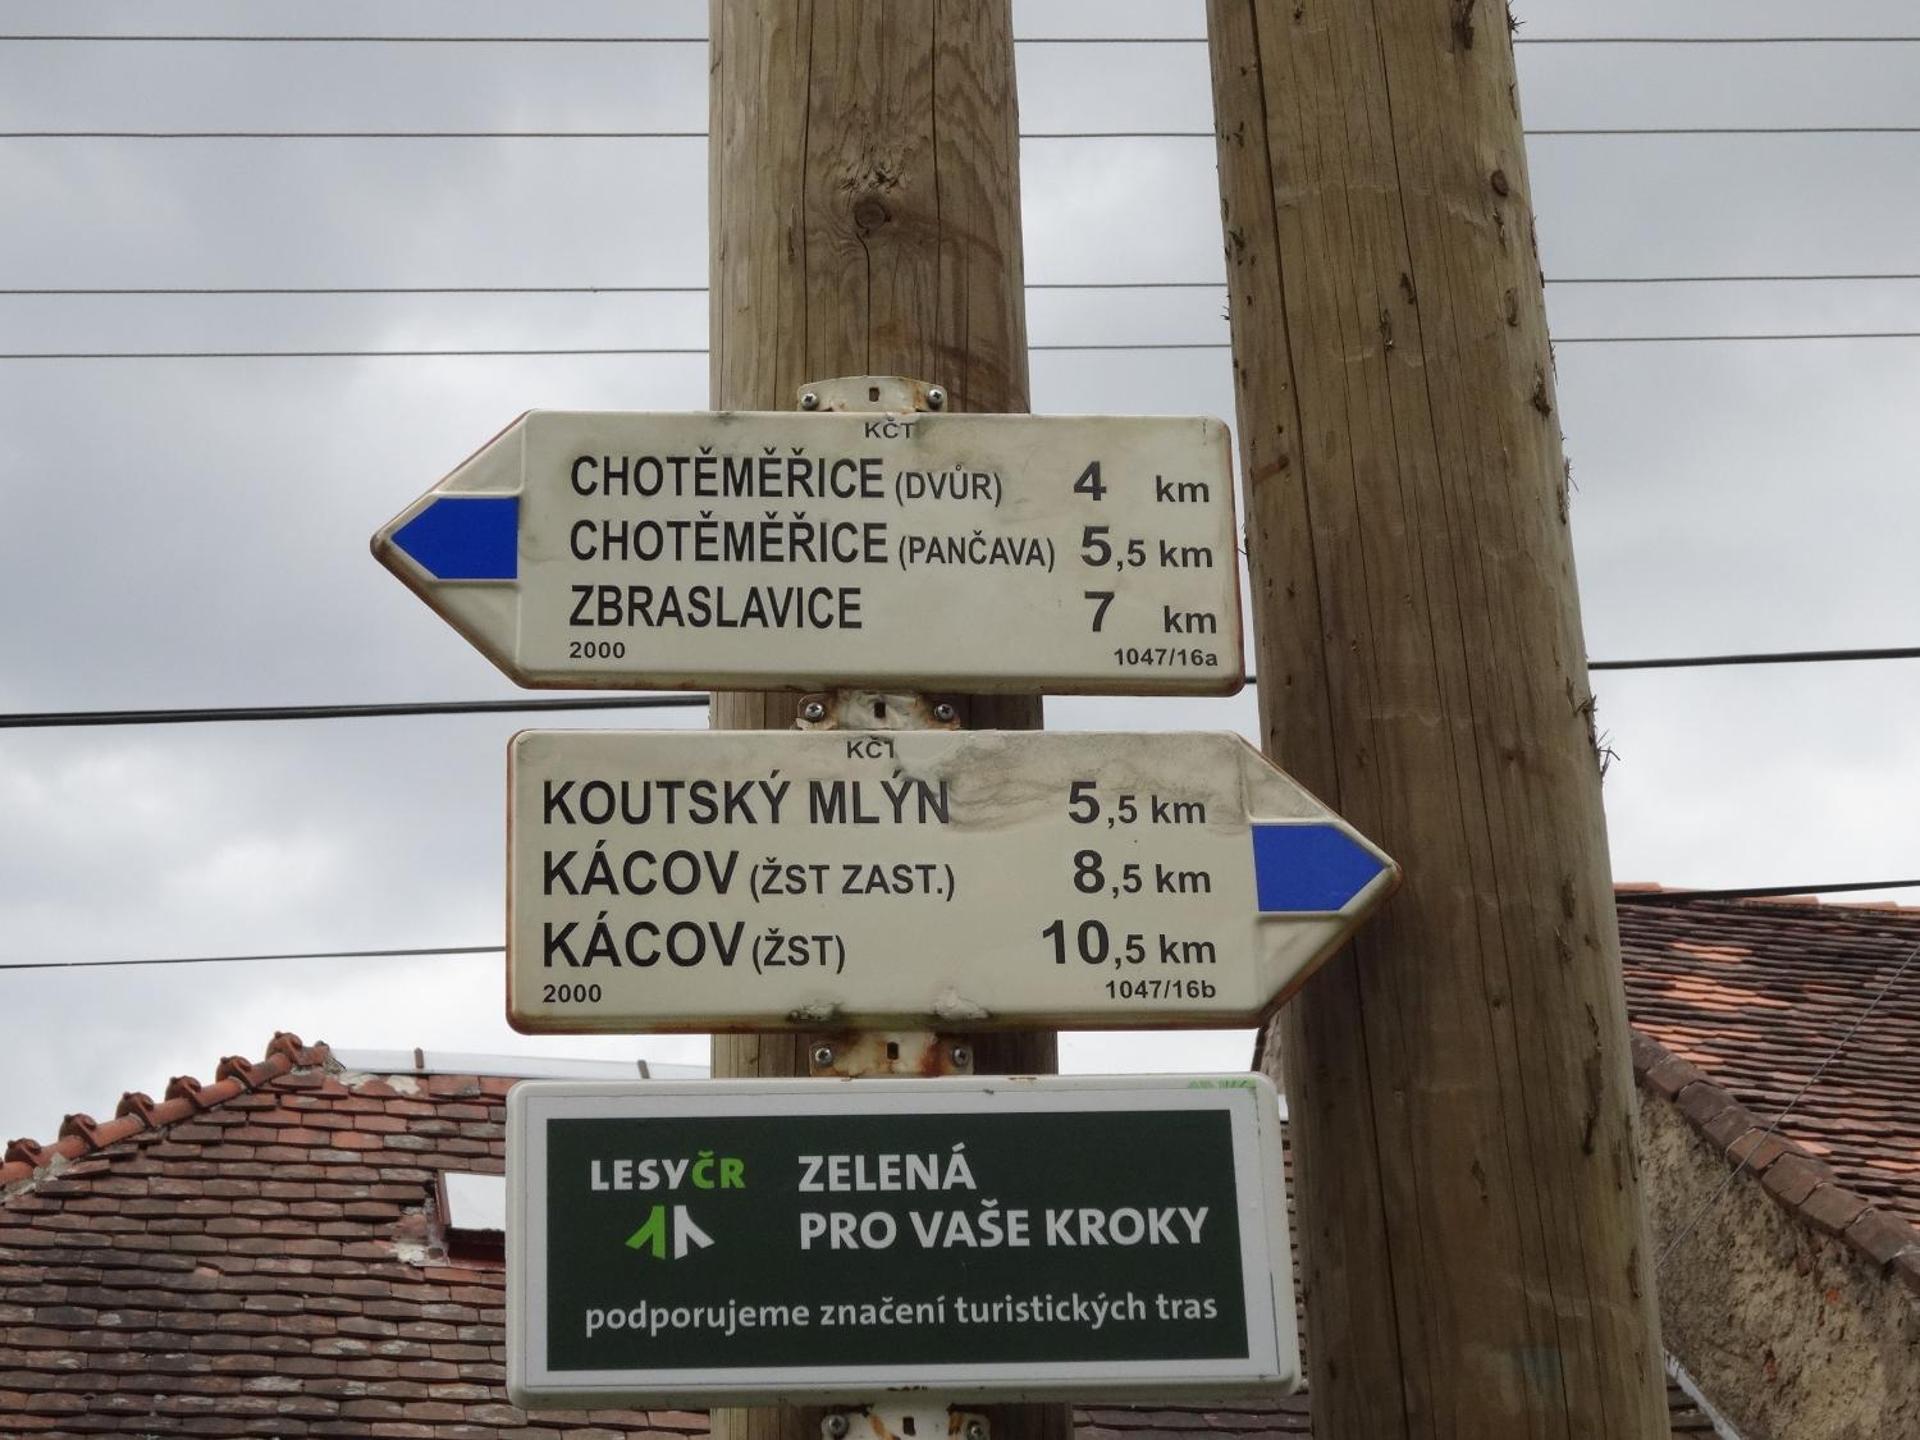 KČT
CHOTĚMĚŘICE (DVŮR) 4 km
CHOTĚMĚŘICE (PANČAVA) 5,5 km
ZBRASLAVICE 7 km
2000 1047/16a
KČT
KOUTSKÝ MLÝN 5,5 km
KÁCOV (ŽST ZAST.) 8,5 km
KÁCOV (ŽST) 10,5 km
2000 1047/16b
LESYČR
ZELENÁ
PRO VAŠE KROKY
podporujeme značení turistických tras